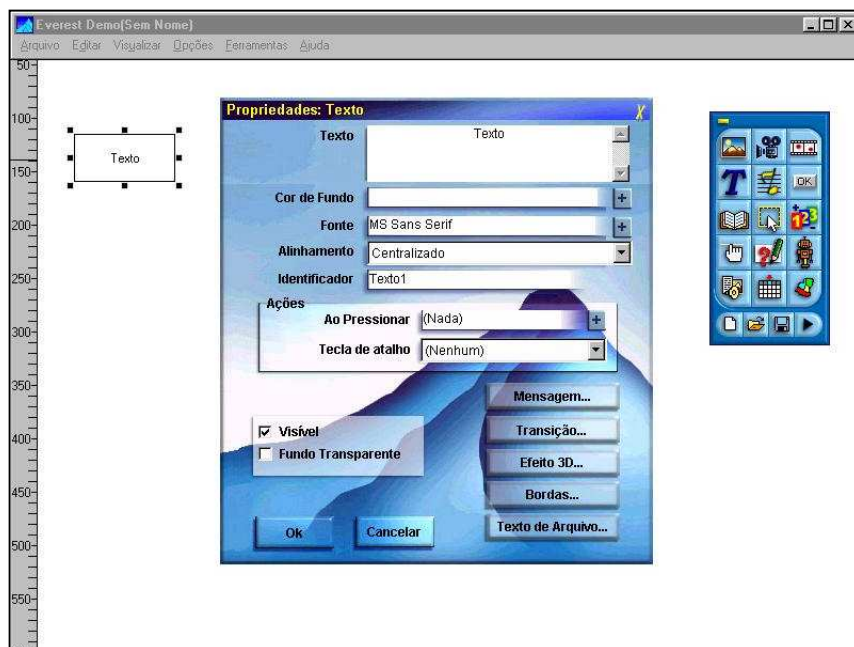 Everest Demo(Sem Nome)
Arquivo Editar Visualizar Opções Ferramentas Ajuda
50
100
150
200
250
300
350
400
450
500
550
Texto
Propriedades: Texto
Texto Texto
Cor de Fundo
Fonte MS Sans Serif
Alinhamento Centralizado
Identificador Texto1
Ações
Ao Pressionar (Nada)
Tecla de atalho (Nenhum)
Mensagem...
Visível Transição...
Fundo Transparente Efeito 3D...
Bordas...
Ok Cancelar Texto de Arquivo...
T OK
123